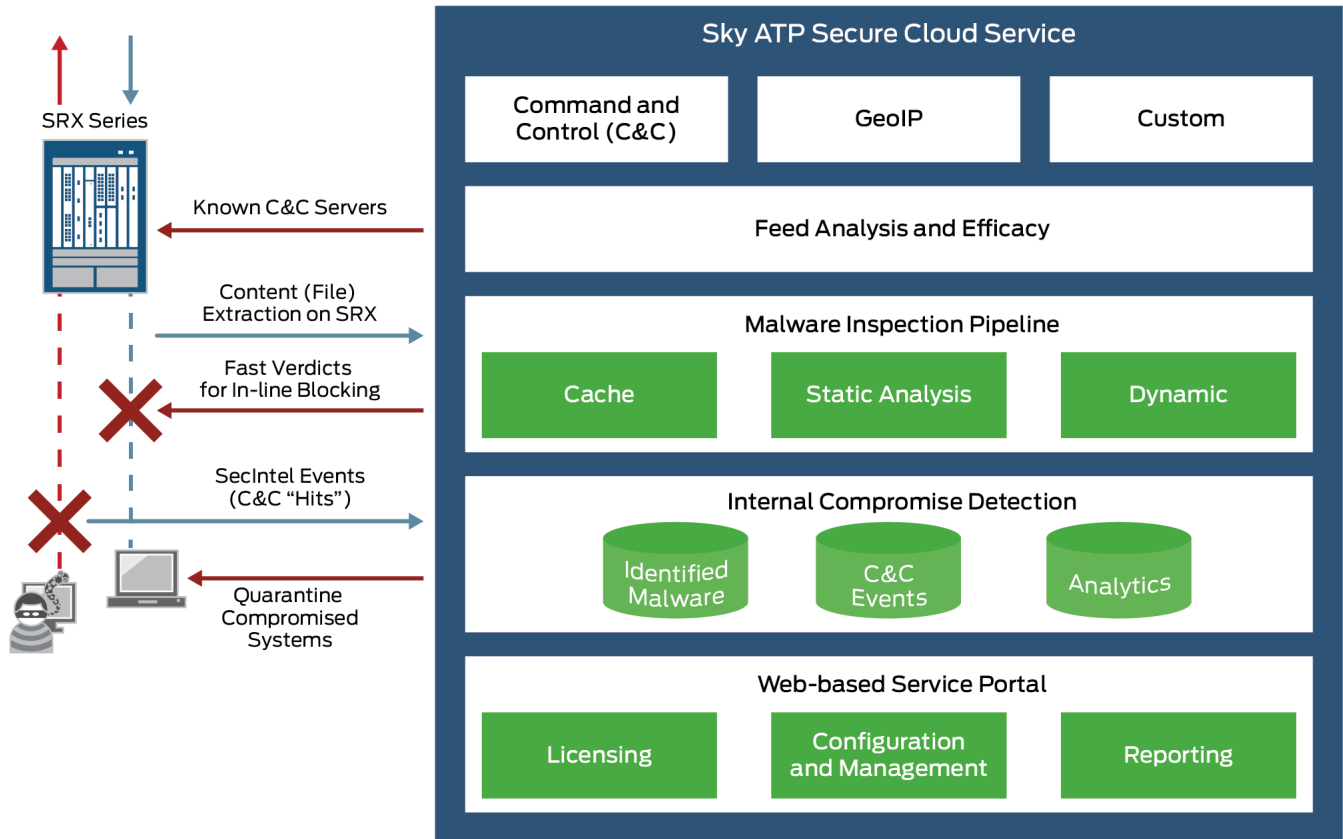 SRX Series
Known C&C Servers
Content (File)
Extraction on SRX
Fast Verdicts
for In-line Blocking
SecIntel Events
(C&C “Hits”)
Quarantine
Compromised
Systems
Sky ATP Secure Cloud Service
Command and
Control (C&C)
GeoIP
Custom
Feed Analysis and Efficacy
Malware Inspection Pipeline
Cache
Static Analysis
Dynamic
Internal Compromise Detection
Identified
Malware
C&C
Events
Analytics
Web-based Service Portal
Licensing
Configuration
and Management
Reporting